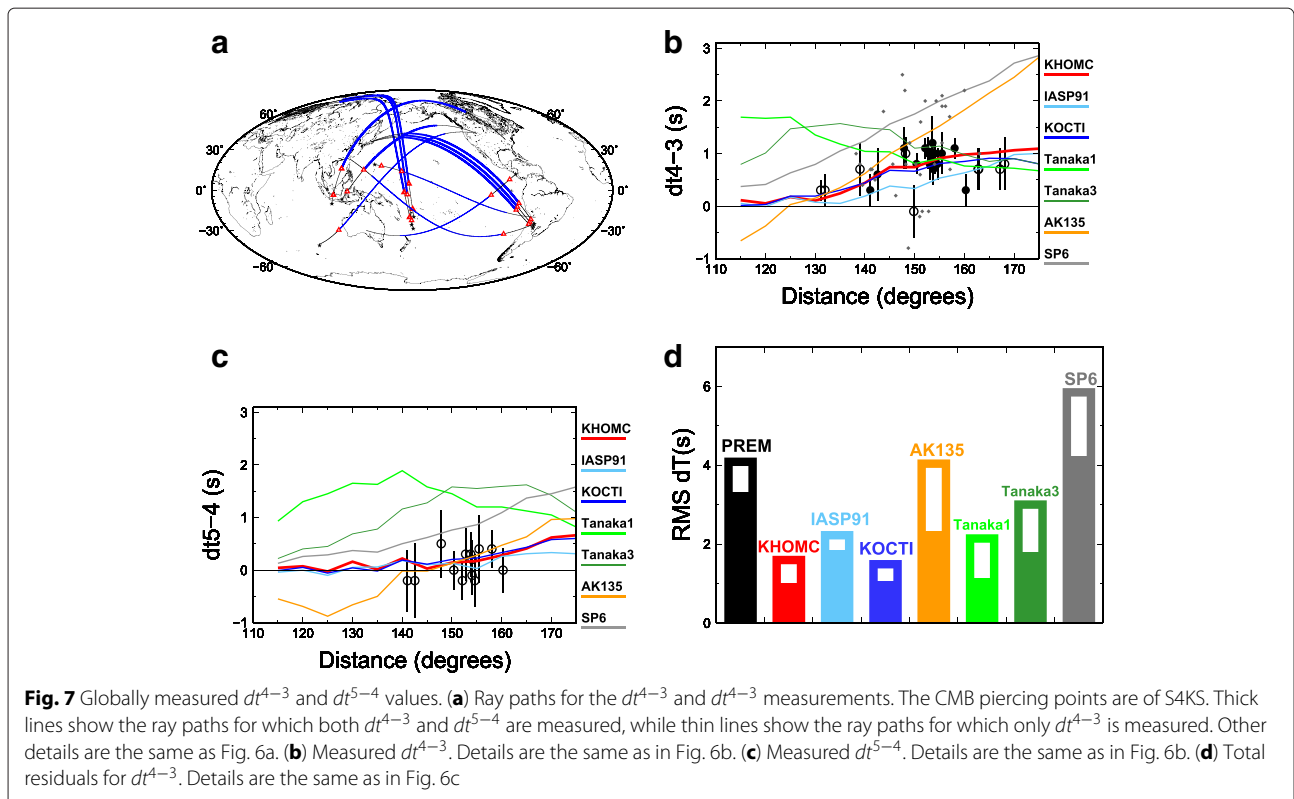 a
60°
60°
30°
30°
0°
0°
−30°
−30°
−60°
−60°
b
dt4−3 (s)
3
2
1
0
−1
110 120 130 140 150 160 170
Distance (degrees)
KHOMC
IASP91
KOCTI
Tanaka1
Tanaka3
AK135
SP6
c
dt5−4 (s)
3
2
1
0
−1
110 120 130 140 150 160 170
Distance (degrees)
KHOMC
IASP91
KOCTI
Tanaka1
Tanaka3
AK135
SP6
d
RMS dT(s)
6
4
2
0
PREM
KHOMC
IASP91
KOCTI
AK135
Tanaka1
Tanaka3
SP6
Fig. 7 Globally measured dt⁴⁻³ and dt⁵⁻⁴ values. (a) Ray paths for the dt⁴⁻³ and dt⁴⁻³ measurements. The CMB piercing points are of S4KS. Thick
lines show the ray paths for which both dt⁴⁻³ and dt⁵⁻⁴ are measured, while thin lines show the ray paths for which only dt⁴⁻³ is measured. Other
details are the same as Fig. 6a. (b) Measured dt⁴⁻³. Details are the same as in Fig. 6b. (c) Measured dt⁵⁻⁴. Details are the same as in Fig. 6b. (d) Total
residuals for dt⁴⁻³. Details are the same as in Fig. 6c